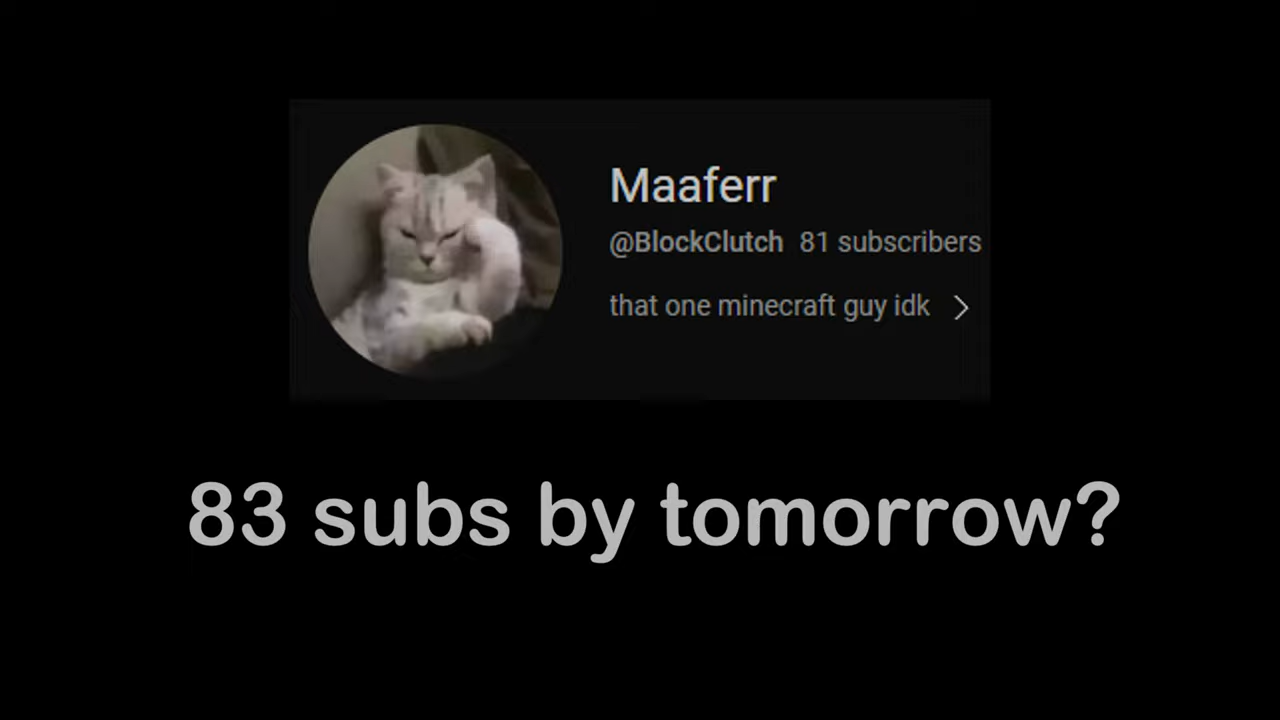 Maaferr
@BlockClutch 81 subscribers
that one minecraft guy idk
83 subs by tomorrow?